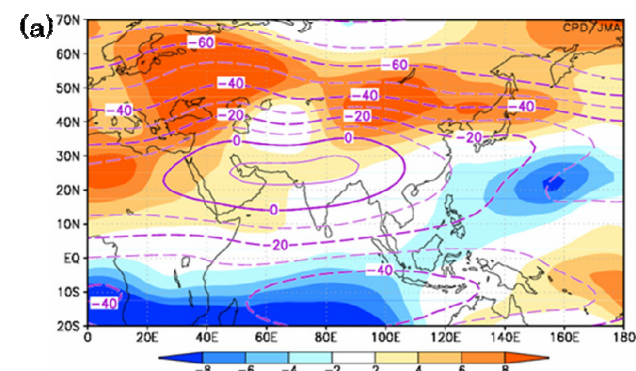 (a)
70N CPD/JMA
-60
60N -60
50N -40
-40
40N -40 -20 -20 -40
0 0 -20
30N
20N
0
10N
20
EQ
-40
10S -40
20S
0 20E 40E 60E 80E 100E 120E 140E 160E 180
-8 -6 -4 -2 2 4 6 8